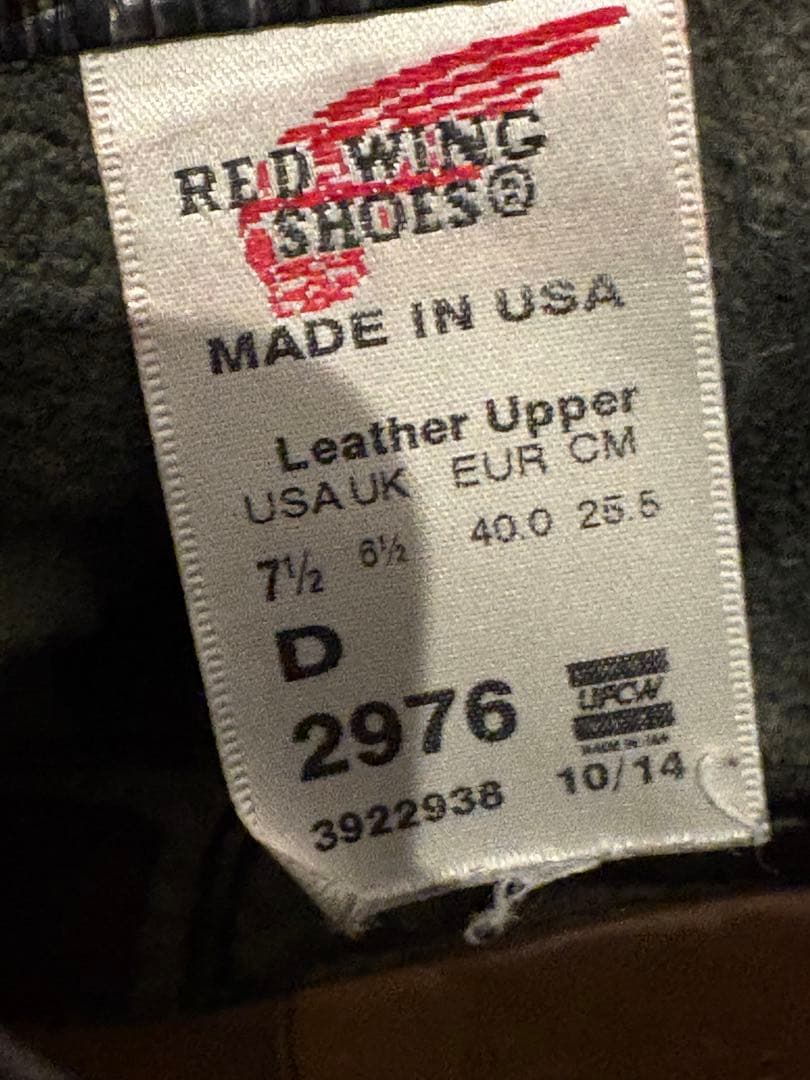 RED WING
SHOES®
MADE IN USA
Leather Upper
USA UK EUR CM
7½ 6½ 40.0 25.5
D
2976
UFCW
MADE IN USA
3922938 10/14